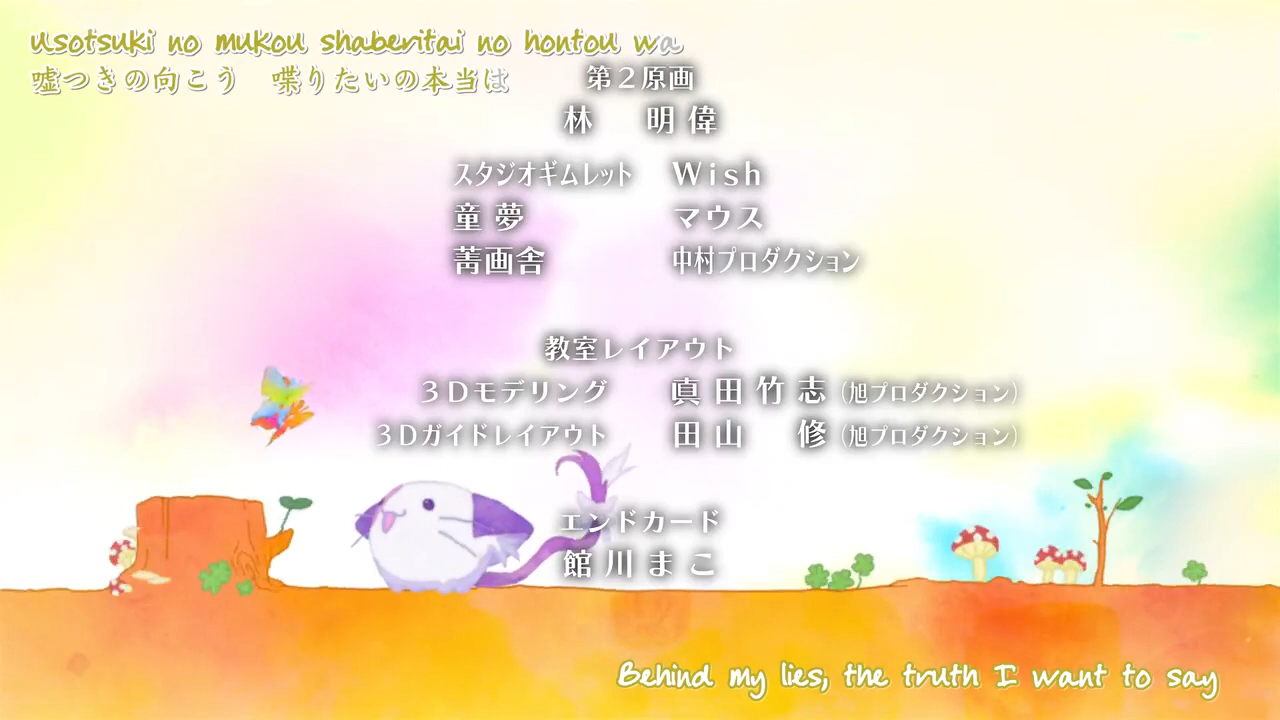 usotsuki no mukou shaberitai no hontou wa
嘘つきの向こう　喋りたいの本当は
第２原画
林　明偉
スタジオギムレット　Wish
童夢　マウス
菁画舎　中村プロダクション
教室レイアウト
３Dモデリング　真田竹志（旭プロダクション）
３Dガイドレイアウト　田山　修（旭プロダクション）
エンドカード
館川まこ
Behind my lies, the truth I want to say